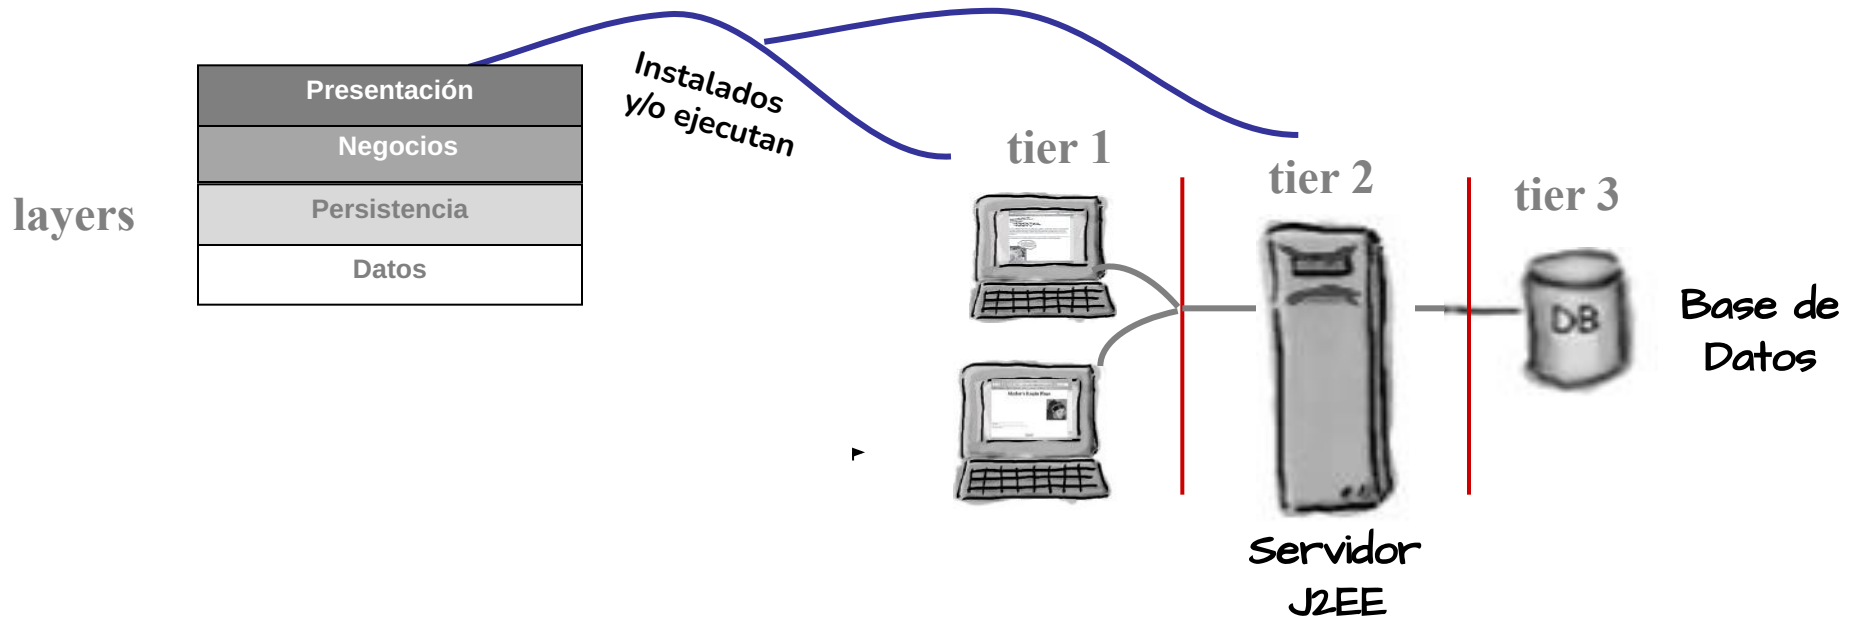 layers
Presentación
Negocios
Persistencia
Datos
Instalados
y/o ejecutan
tier 1
tier 2
tier 3
DB
Base de
Datos
Servidor
J2EE